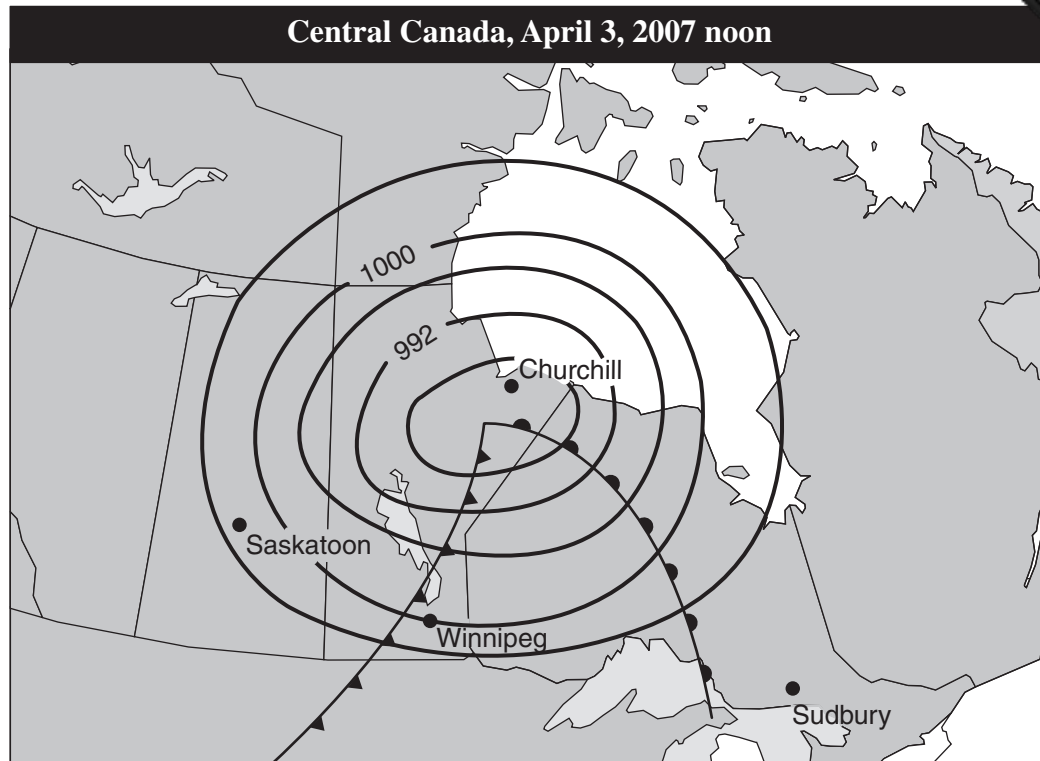 Central Canada, April 3, 2007 noon
1000
992
Churchill
Saskatoon
Winnipeg
Sudbury